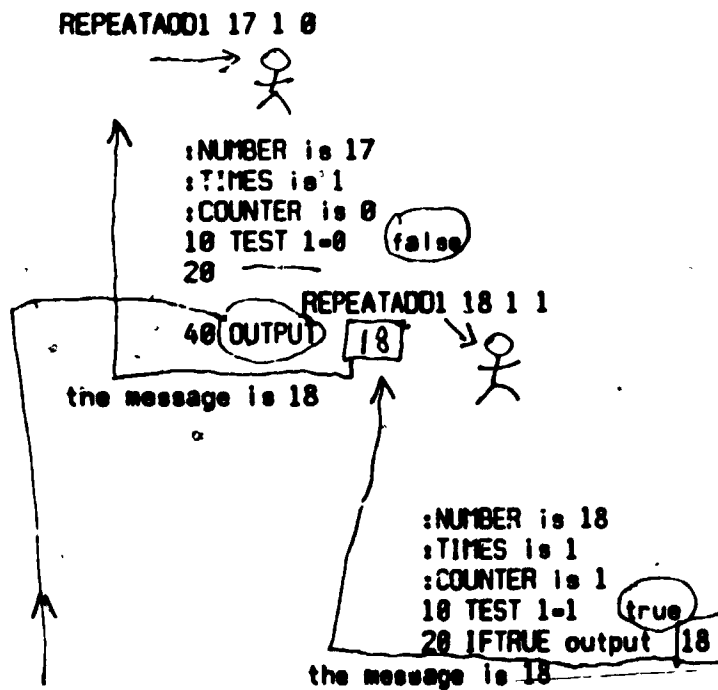 REPEATADD1 17 1 0
:NUMBER is 17
:TIMES is 1
:COUNTER is 0
10 TEST 1=0 false
20
REPEATADD1 18 1 1
40 OUTPUT 18
the message is 18
:NUMBER is 18
:TIMES is 1
:COUNTER is 1
10 TEST 1=1 true
20 IFTRUE output 18
the message is 18